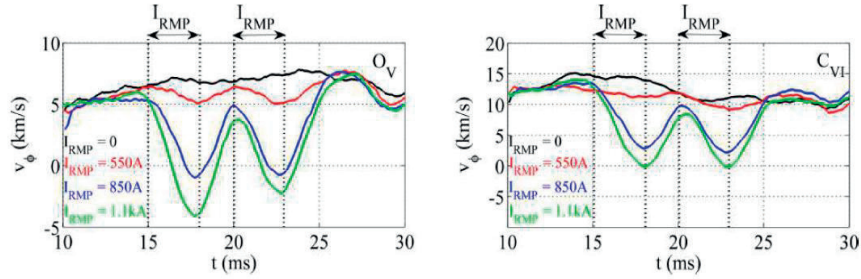 I_RMP I_RMP
O_V
v_ϕ (km/s)
10
5
0
-5
I_RMP = 0
I_RMP = 550A
I_RMP = 850A
I_RMP = 1.1kA
10 15 20 25 30
t (ms)
I_RMP I_RMP
C_VI
v_ϕ (km/s)
20
15
10
5
0
-5
I_RMP = 0
I_RMP = 550A
I_RMP = 850A
I_RMP = 1.1kA
10 15 20 25 30
t (ms)